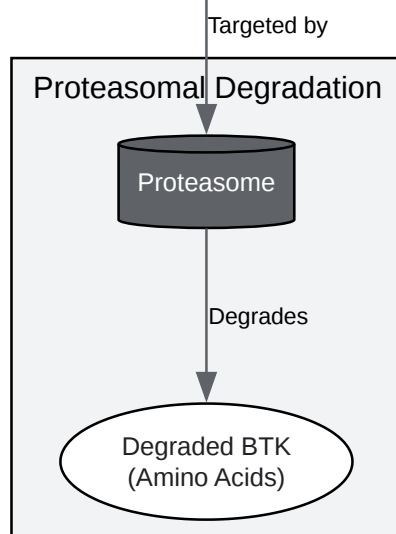 Targeted by
Proteasomal Degradation
Proteasome
Degrades
Degraded BTK
(Amino Acids)